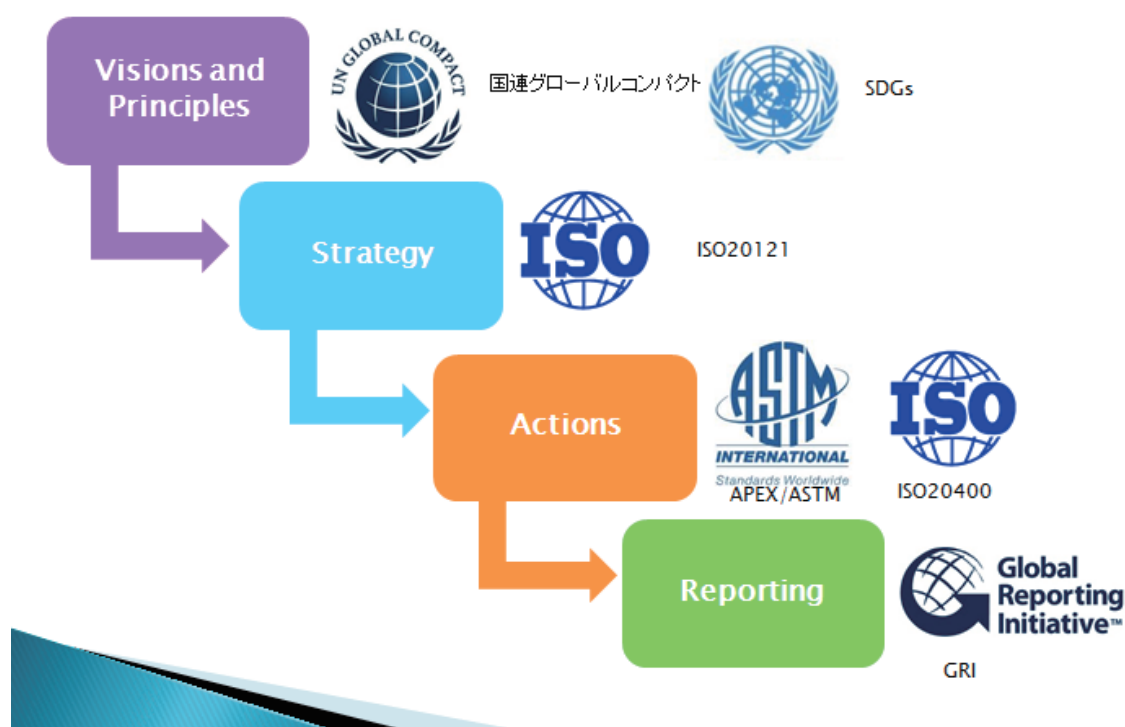 Visions and
Principles
UN GLOBAL COMPACT
国連グローバルコンパクト
SDGs
Strategy
ISO
ISO20121
Actions
ASTM
INTERNATIONAL
Standards Worldwide
APEX/ASTM
ISO
ISO20400
Reporting
Global
Reporting
Initiative™
GRI